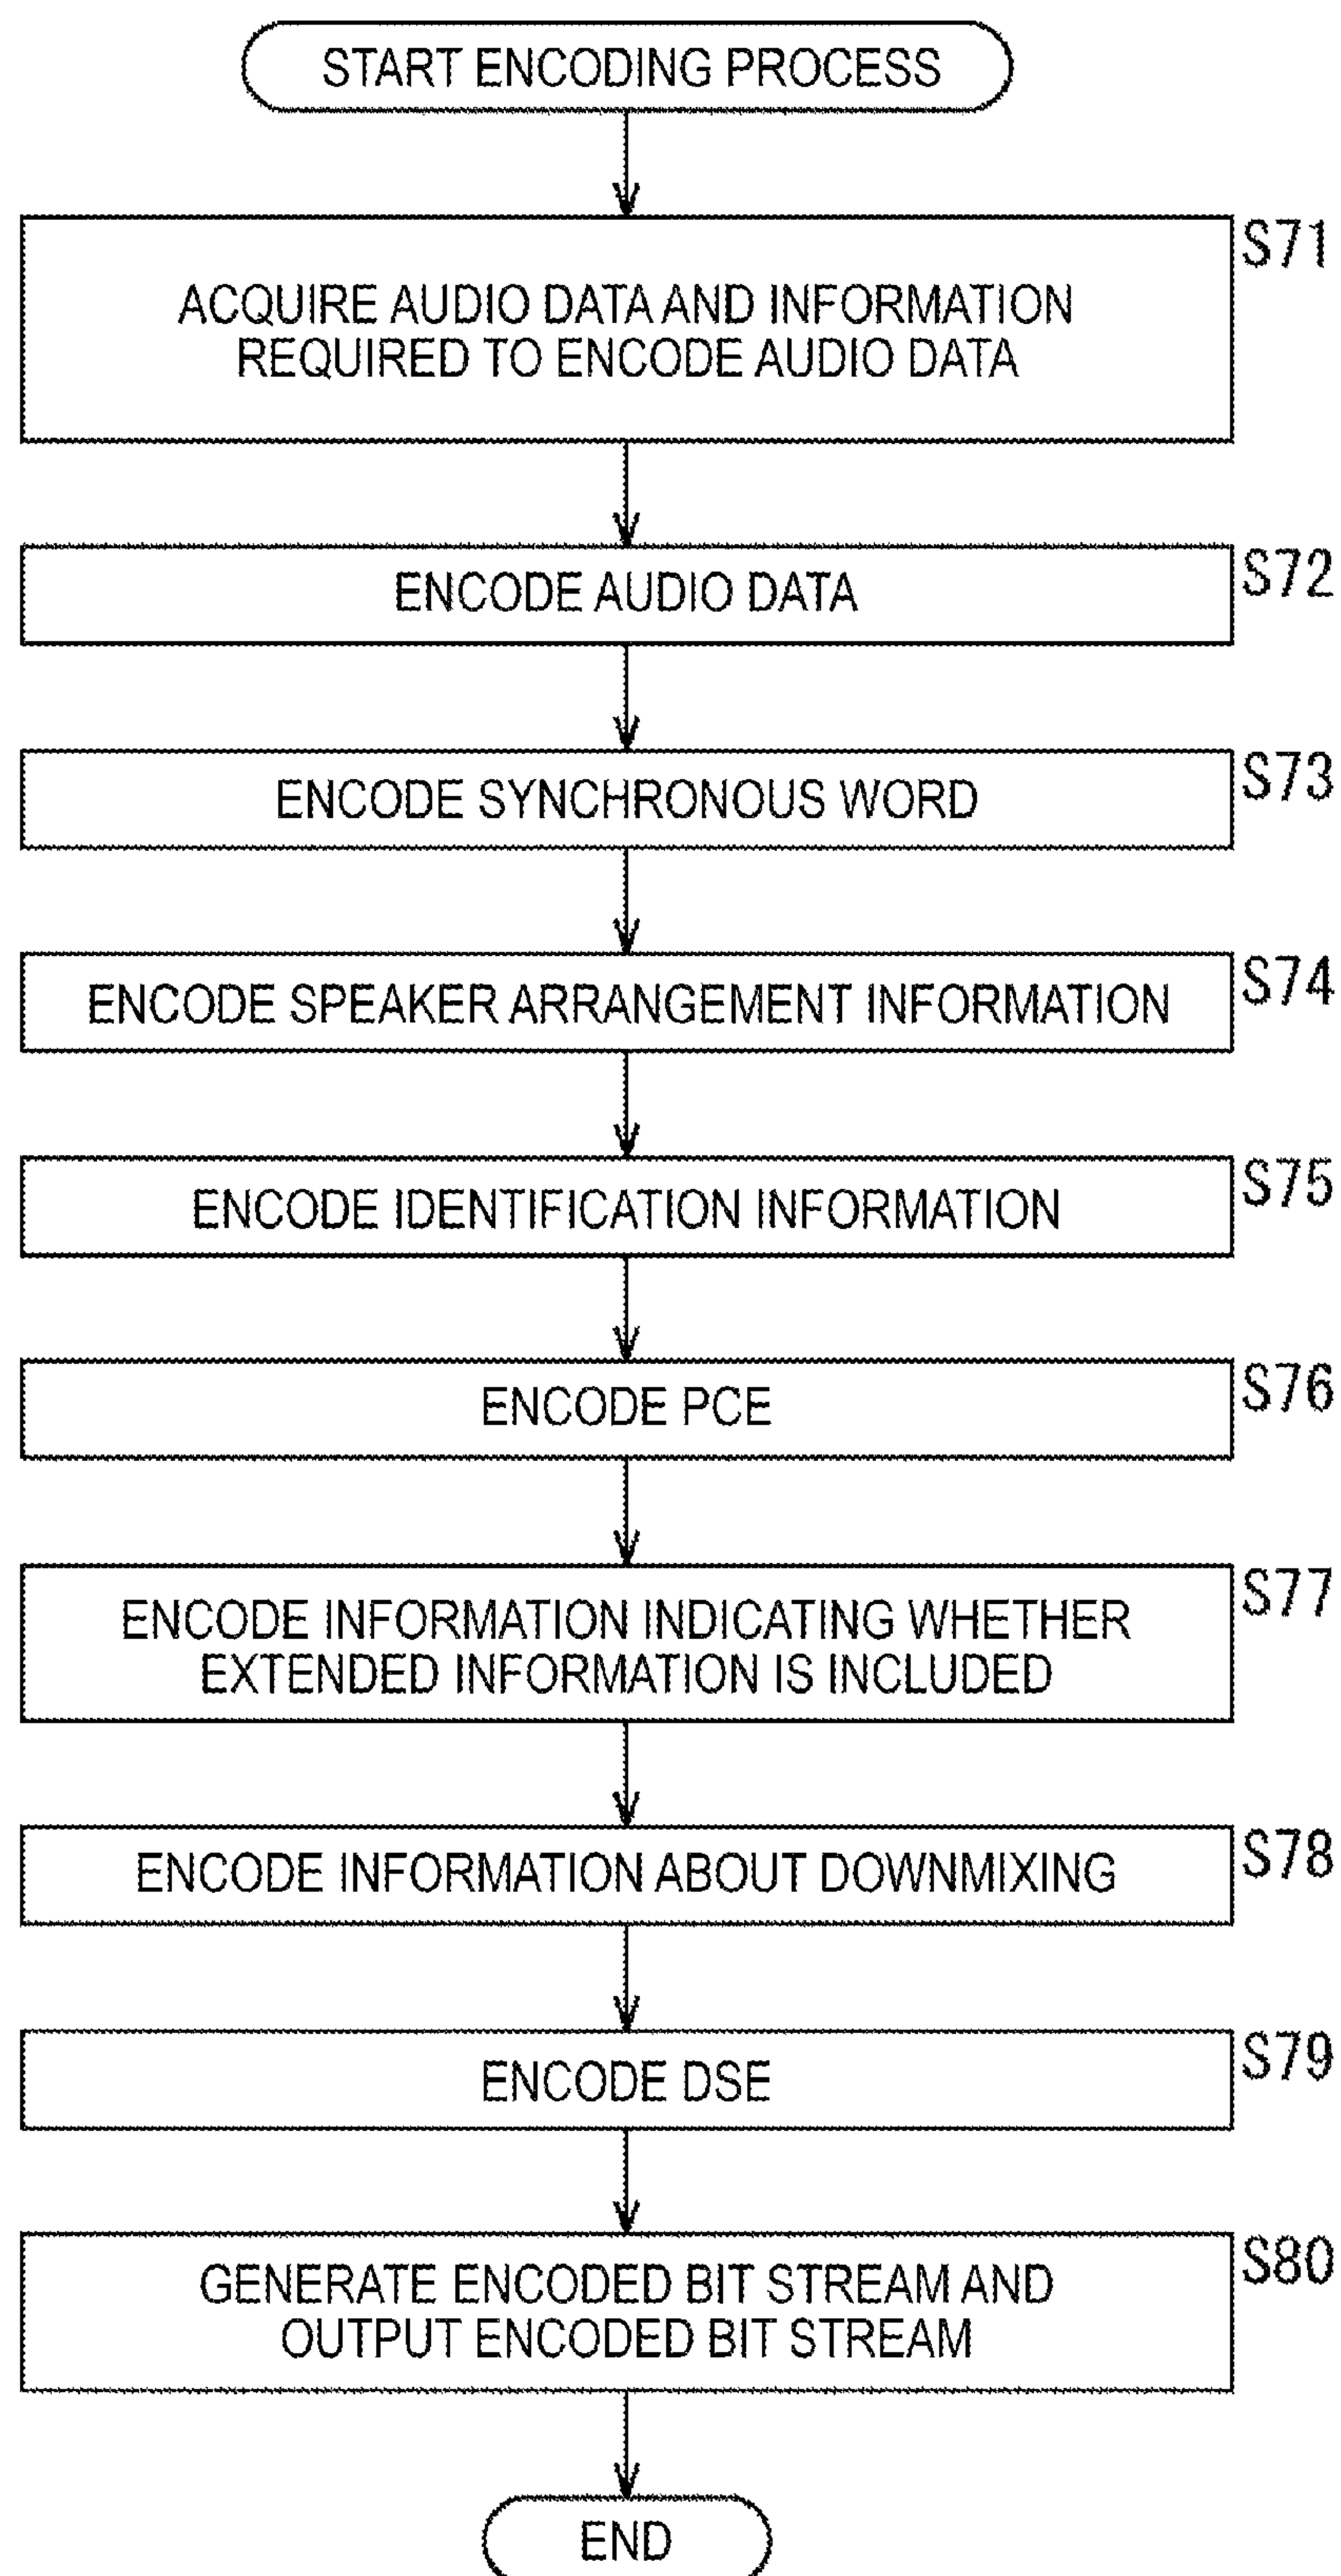 START ENCODING PROCESS
S71
ACQUIRE AUDIO DATA AND INFORMATION
REQUIRED TO ENCODE AUDIO DATA
S72
ENCODE AUDIO DATA
S73
ENCODE SYNCHRONOUS WORD
S74
ENCODE SPEAKER ARRANGEMENT INFORMATION
S75
ENCODE IDENTIFICATION INFORMATION
S76
ENCODE PCE
S77
ENCODE INFORMATION INDICATING WHETHER
EXTENDED INFORMATION IS INCLUDED
S78
ENCODE INFORMATION ABOUT DOWNMIXING
S79
ENCODE DSE
S80
GENERATE ENCODED BIT STREAM AND
OUTPUT ENCODED BIT STREAM
END